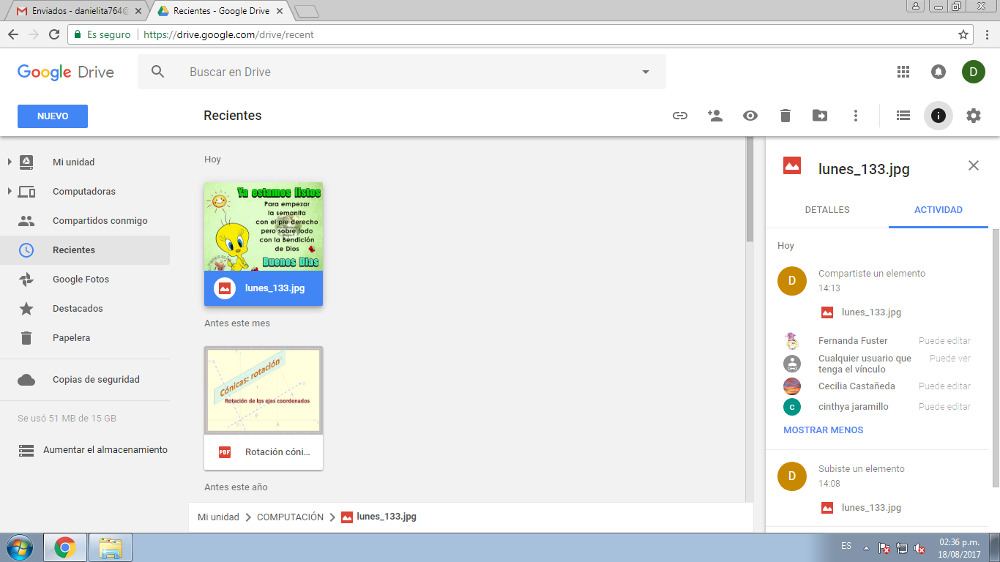 Enviados - danielita764@
Recientes - Google Drive
Es seguro
https://drive.google.com/drive/recent
Google Drive
Buscar en Drive
D
NUEVO
Recientes
Mi unidad
Computadoras
Compartidos conmigo
Recientes
Google Fotos
Destacados
Papelera
Copias de seguridad
Se usó 51 MB de 15 GB
Aumentar el almacenamiento
Hoy
Ya estamos listos
Para empezar
la semanita
con el pie derecho
pero sobre todo
con la Bendición
de Dios
Buenos Dias
lunes_133.jpg
Antes este mes
Cónicas: rotación
Rotación de los ejes coordenados
PDF
Rotación cóni...
Antes este año
Mi unidad
COMPUTACIÓN
lunes_133.jpg
lunes_133.jpg
DETALLES
ACTIVIDAD
Hoy
D
Compartiste un elemento
14:13
lunes_133.jpg
Fernanda Fuster
Puede editar
Cualquier usuario que
tenga el vínculo
Puede ver
Cecilia Castañeda
Puede editar
c
cinthya jaramillo
Puede editar
MOSTRAR MENOS
D
Subiste un elemento
14:08
lunes_133.jpg
ES
02:36 p.m.
18/08/2017